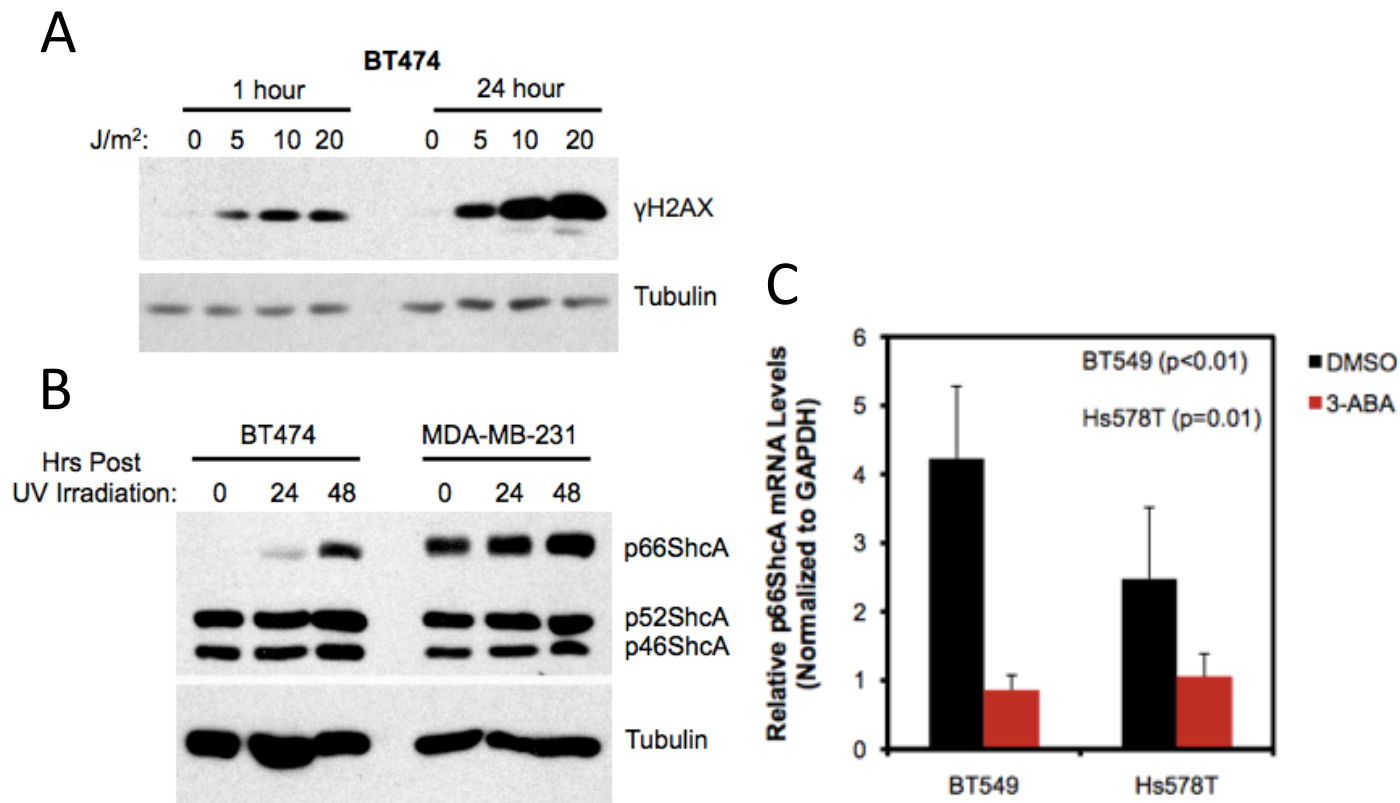 A
BT474
1 hour 24 hour
J/m²: 0 5 10 20 0 5 10 20
γH2AX
Tubulin
B
BT474 MDA-MB-231
Hrs Post
UV Irradiation: 0 24 48 0 24 48
p66ShcA
p52ShcA
p46ShcA
Tubulin
C
Relative p66ShcA mRNA Levels
(Normalized to GAPDH)
6
5
4
3
2
1
0
BT549 (p<0.01)
Hs578T (p=0.01)
DMSO
3-ABA
BT549 Hs578T